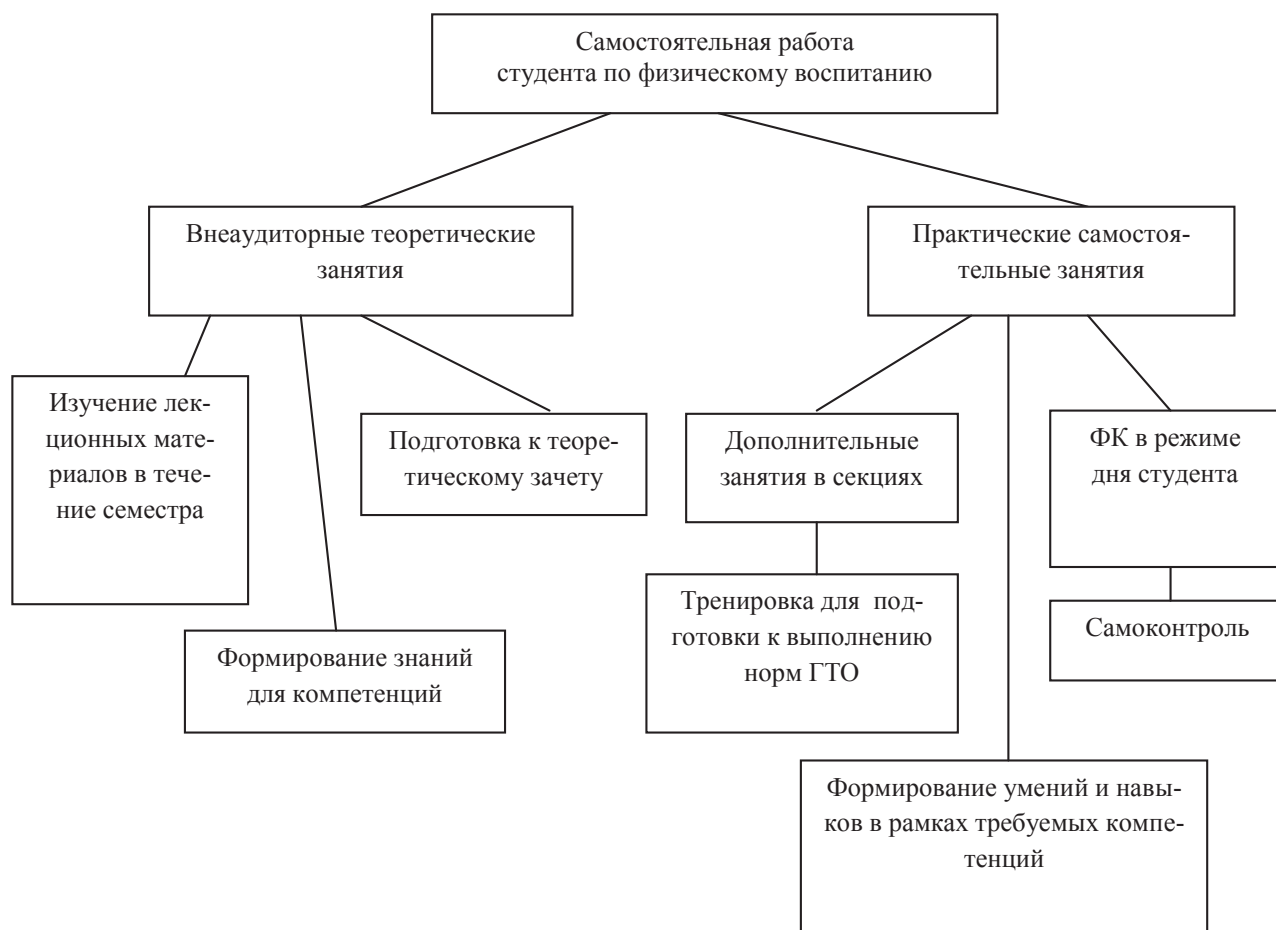 Самостоятельная работа
студента по физическому воспитанию
Внеаудиторные теоретические
занятия
Практические самостоя-
тельные занятия
Изучение лек-
ционных мате-
риалов в тече-
ние семестра
Подготовка к теоре-
тическому зачету
Дополнительные
занятия в секциях
ФК в режиме
дня студента
Тренировка для  под-
готовки к выполнению
норм ГТО
Самоконтроль
Формирование знаний
для компетенций
Формирование умений и навы-
ков в рамках требуемых компе-
тенций